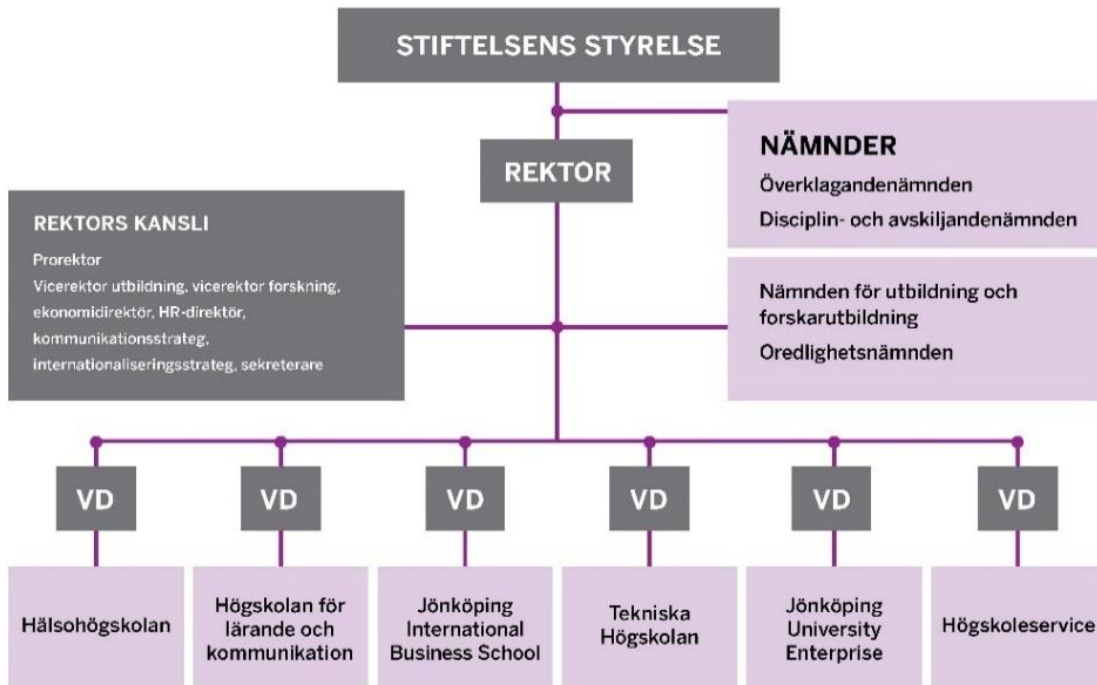 STIFTELSENS STYRELSE
REKTOR
NÄMNDER
Överklagandenämnden
Disciplin- och avskiljandenämnden
REKTORS KANSLI
Prorektor
Vicerektor utbildning, vicerektor forskning,
ekonomidirektör, HR-direktör,
kommunikationsstrateg,
internationaliseringsstrateg, sekreterare
Nämnden för utbildning och
forskarutbildning
Oredlighetsnämnden
VD
VD
VD
VD
VD
VD
Hälsohögskolan
Högskolan för
lärande och
kommunikation
Jönköping
International
Business School
Tekniska
Högskolan
Jönköping
University
Enterprise
Högskoleservice